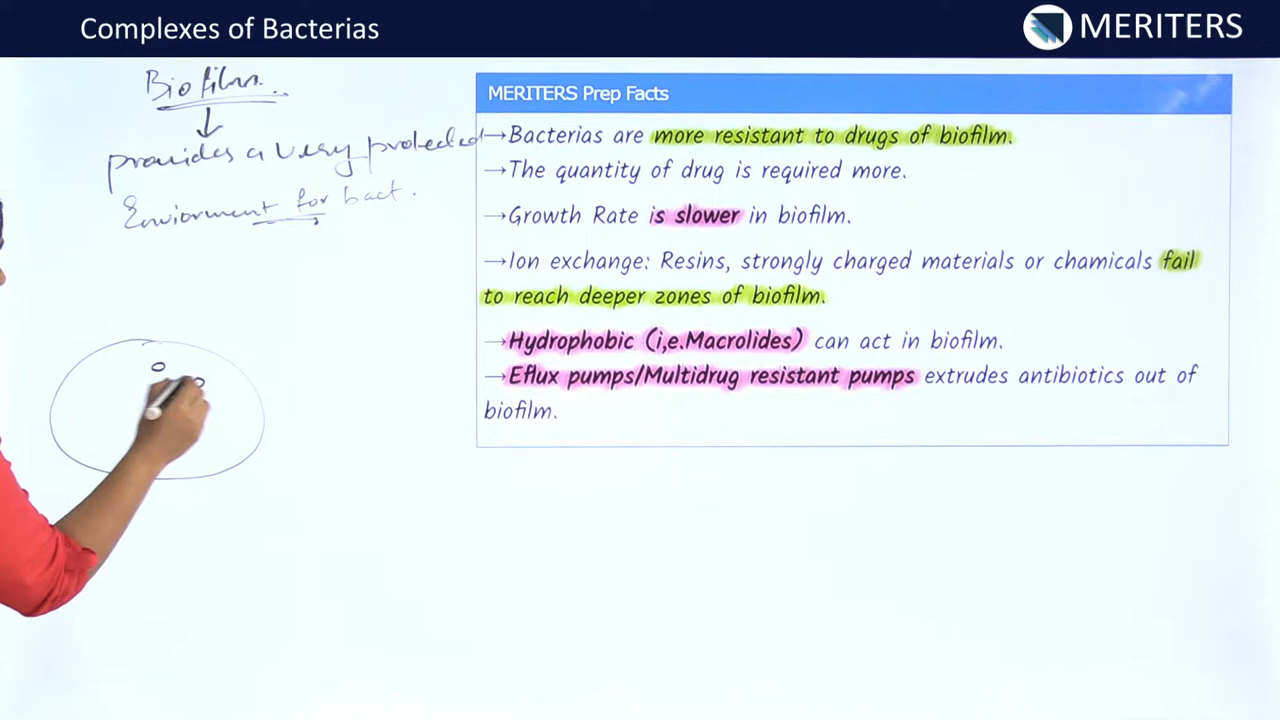 Complexes of Bacterias
MERITERS
Biofilm.
provides a very protected
Enviorment for bact.
MERITERS Prep Facts
→Bacterias are more resistant to drugs of biofilm.
→The quantity of drug is required more.
→Growth Rate is slower in biofilm.
→Ion exchange: Resins, strongly charged materials or chamicals fail
to reach deeper zones of biofilm.
→Hydrophobic (i,e.Macrolides) can act in biofilm.
→Eflux pumps/Multidrug resistant pumps extrudes antibiotics out of
biofilm.